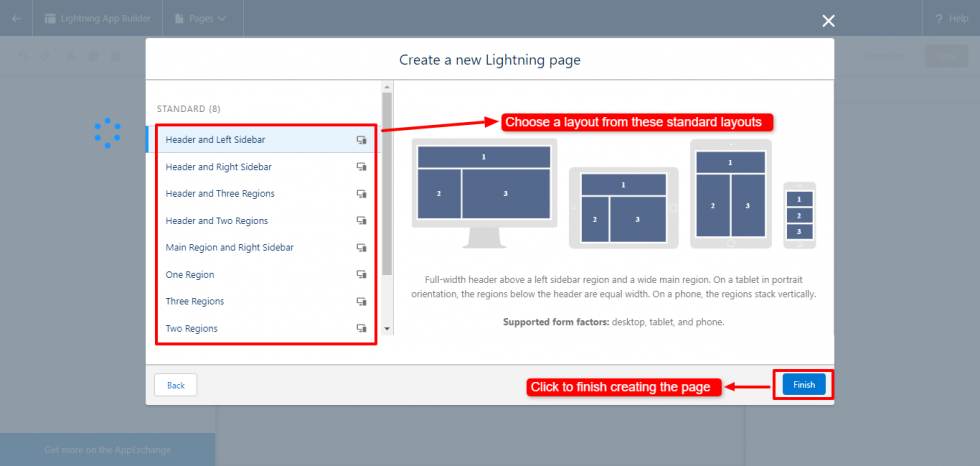 Lightning App Builder
Pages
? Help
Create a new Lightning page
STANDARD (8)
Header and Left Sidebar
Header and Right Sidebar
Header and Three Regions
Header and Two Regions
Main Region and Right Sidebar
One Region
Three Regions
Two Regions
Choose a layout from these standard layouts
1
2 3
1
2 3
1
2 3
1
2
3
Full-width header above a left sidebar region and a wide main region. On a tablet in portrait
orientation, the regions below the header are equal width. On a phone, the regions stack vertically.
Supported form factors: desktop, tablet, and phone.
Back
Click to finish creating the page
Finish
Get more on the AppExchange